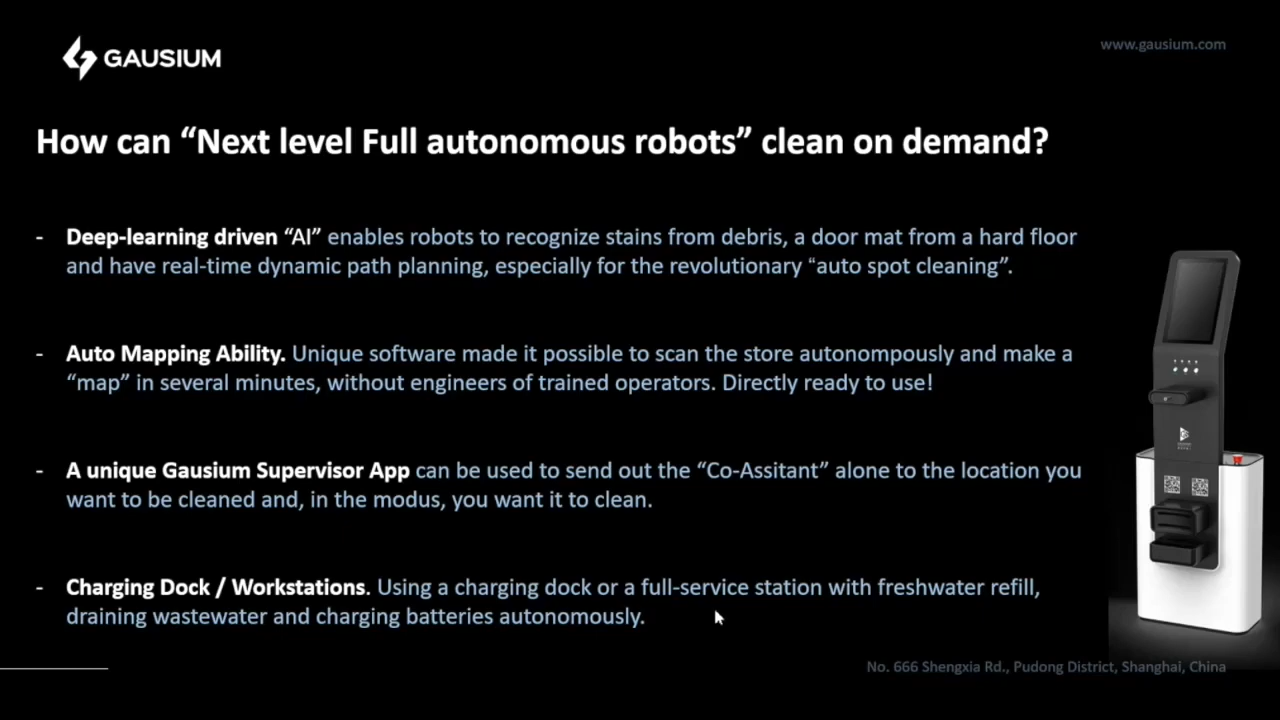 GAUSIUM
www.gausium.com
How can “Next level Full autonomous robots” clean on demand?
- Deep-learning driven “AI” enables robots to recognize stains from debris, a door mat from a hard floor
and have real-time dynamic path planning, especially for the revolutionary “auto spot cleaning”.
- Auto Mapping Ability. Unique software made it possible to scan the store autonompously and make a
“map” in several minutes, without engineers of trained operators. Directly ready to use!
- A unique Gausium Supervisor App can be used to send out the “Co-Assitant” alone to the location you
want to be cleaned and, in the modus, you want it to clean.
- Charging Dock / Workstations. Using a charging dock or a full-service station with freshwater refill,
draining wastewater and charging batteries autonomously.
No. 666 Shengxia Rd., Pudong District, Shanghai, China